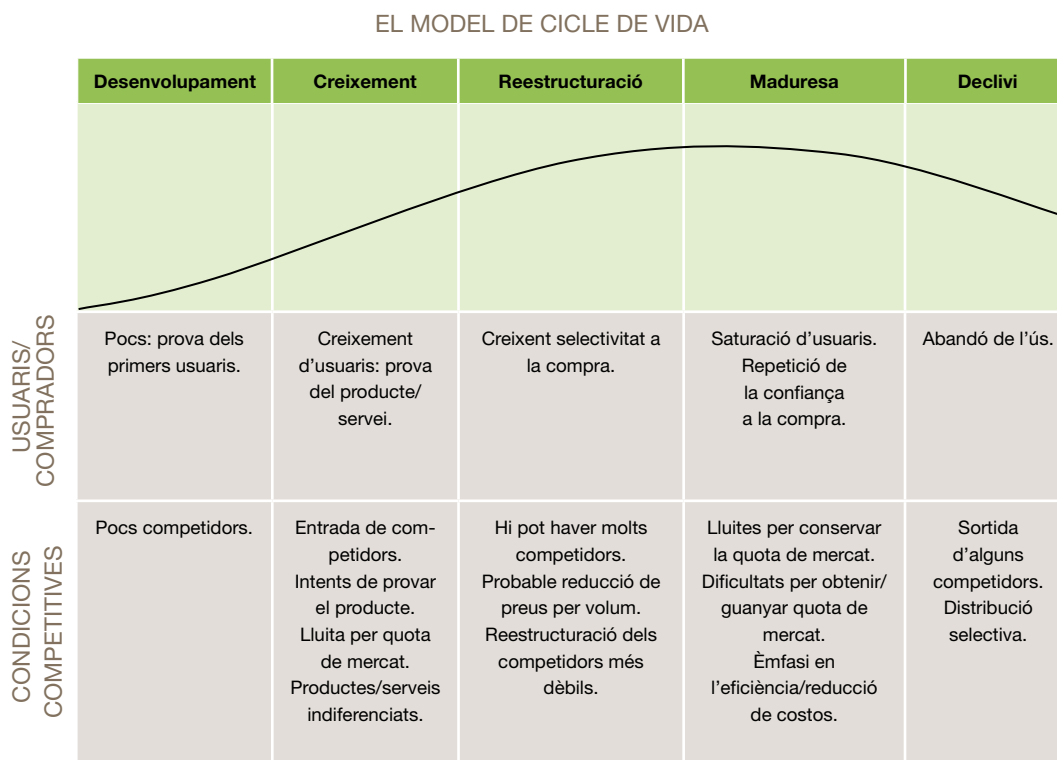 EL MODEL DE CICLE DE VIDA
Desenvolupament
Creixement
Reestructuració
Maduresa
Declivi
USUARIS/
COMPRADORS
Pocs: prova dels
primers usuaris.
Creixement
d’usuaris: prova
del producte/
servei.
Creixent selectivitat a
la compra.
Saturació d’usuaris.
Repetició de
la confiança
a la compra.
Abandó de l’ús.
CONDICIONS
COMPETITIVES
Pocs competidors.
Entrada de com-
petidors.
Intents de provar
el producte.
Lluita per quota
de mercat.
Productes/serveis
indiferenciats.
Hi pot haver molts
competidors.
Probable reducció de
preus per volum.
Reestructuració dels
competidors més
dèbils.
Lluites per conservar
la quota de mercat.
Dificultats per obtenir/
guanyar quota de
mercat.
Èmfasi en
l’eficiència/reducció
de costos.
Sortida
d’alguns
competidors.
Distribució
selectiva.